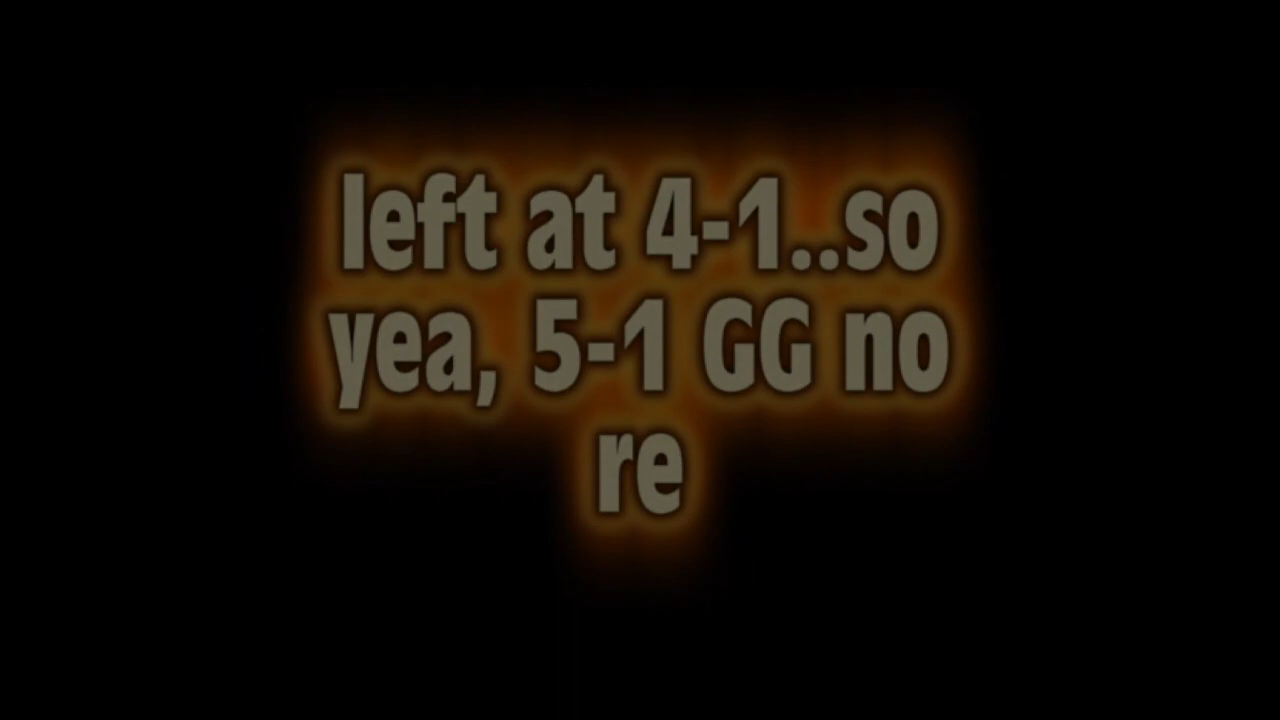 left at 4-1..so
yea, 5-1 GG no
re